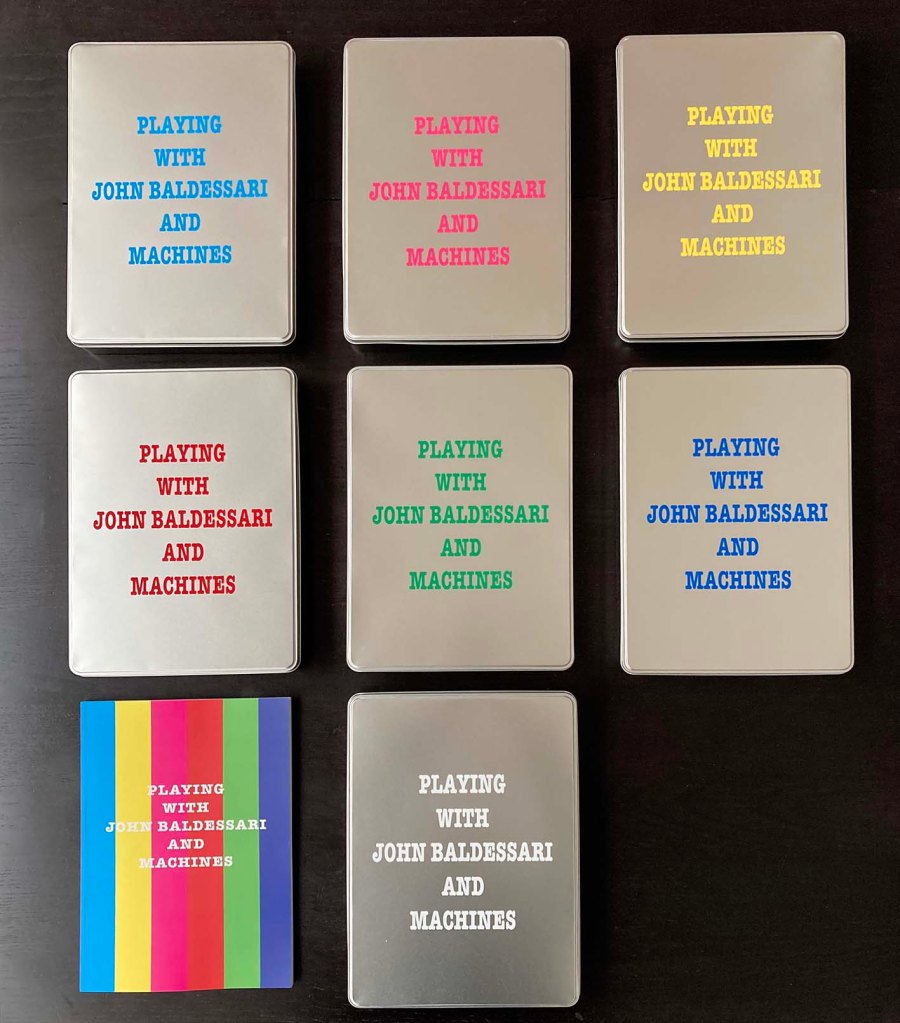 PLAYING
WITH
JOHN BALDESSARI
AND
MACHINES
PLAYING
WITH
JOHN BALDESSARI
AND
MACHINES
PLAYING
WITH
JOHN BALDESSARI
AND
MACHINES
PLAYING
WITH
JOHN BALDESSARI
AND
MACHINES
PLAYING
WITH
JOHN BALDESSARI
AND
MACHINES
PLAYING
WITH
JOHN BALDESSARI
AND
MACHINES
PLAYING
WITH
JOHN BALDESSARI
AND
MACHINES
PLAYING
WITH
JOHN BALDESSARI
AND
MACHINES